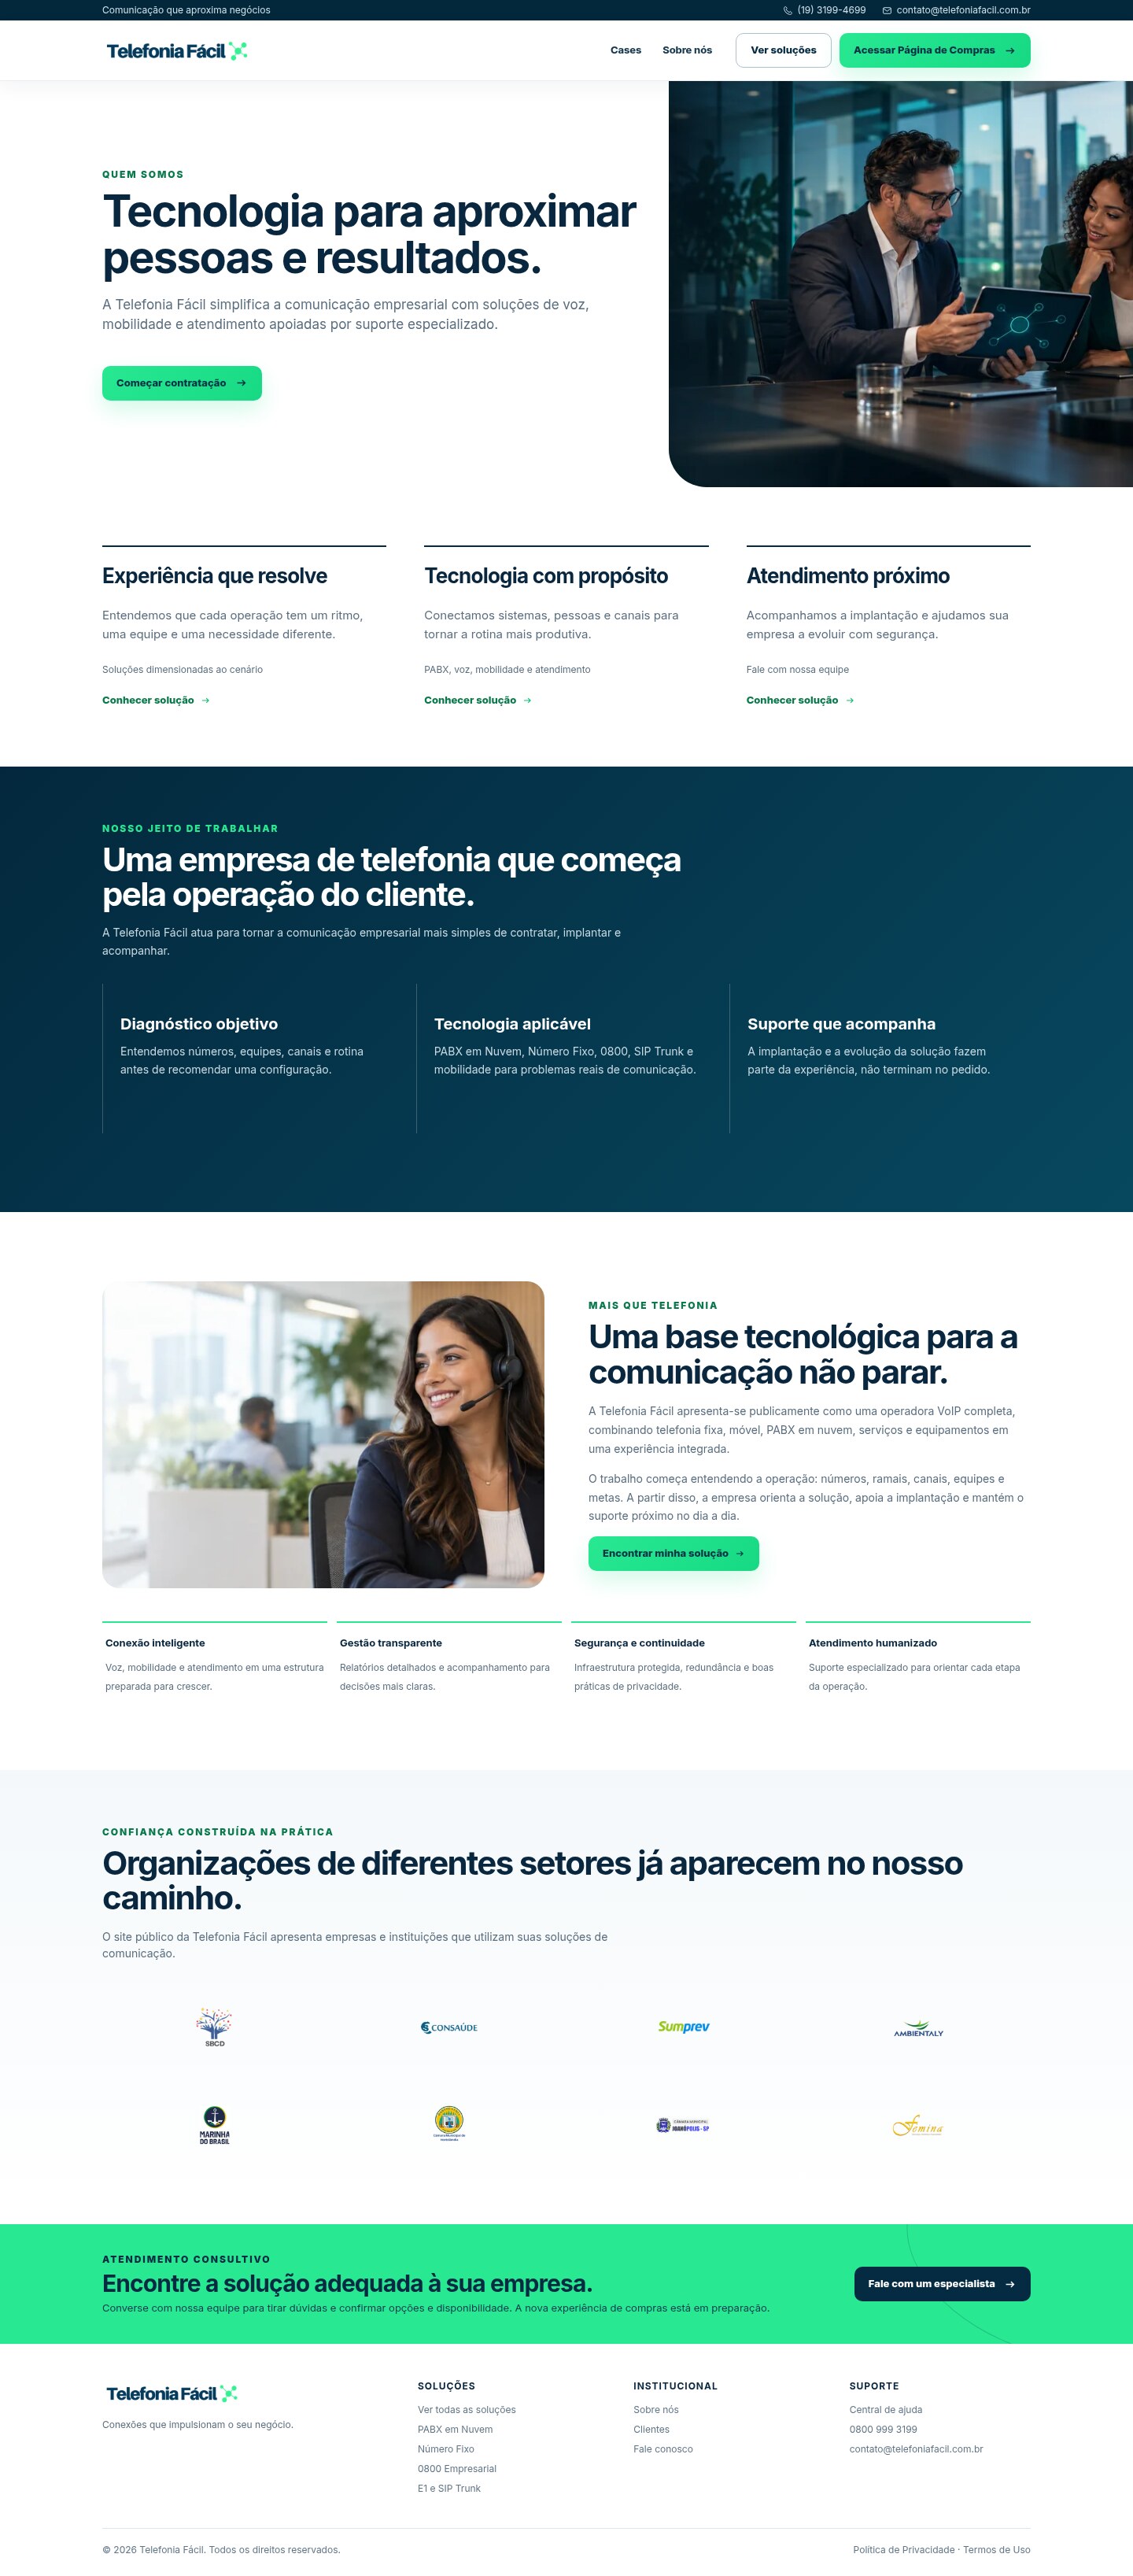 Comunicação que aproxima negócios
(19) 3199-4699
contato@telefoniafacil.com.br
Telefonia Fácil
Cases
Sobre nós
Ver soluções
Acessar Página de Compras
QUEM SOMOS
Tecnologia para aproximar
pessoas e resultados.
A Telefonia Fácil simplifica a comunicação empresarial com soluções de voz,
mobilidade e atendimento apoiadas por suporte especializado.
Começar contratação
Experiência que resolve
Entendemos que cada operação tem um ritmo,
uma equipe e uma necessidade diferente.
Soluções dimensionadas ao cenário
Conhecer solução
Tecnologia com propósito
Conectamos sistemas, pessoas e canais para
tornar a rotina mais produtiva.
PABX, voz, mobilidade e atendimento
Conhecer solução
Atendimento próximo
Acompanhamos a implantação e ajudamos sua
empresa a evoluir com segurança.
Fale com nossa equipe
Conhecer solução
NOSSO JEITO DE TRABALHAR
Uma empresa de telefonia que começa
pela operação do cliente.
A Telefonia Fácil atua para tornar a comunicação empresarial mais simples de contratar, implantar e
acompanhar.
Diagnóstico objetivo
Entendemos números, equipes, canais e rotina
antes de recomendar uma configuração.
Tecnologia aplicável
PABX em Nuvem, Número Fixo, 0800, SIP Trunk e
mobilidade para problemas reais de comunicação.
Suporte que acompanha
A implantação e a evolução da solução fazem
parte da experiência, não terminam no pedido.
MAIS QUE TELEFONIA
Uma base tecnológica para a
comunicação não parar.
A Telefonia Fácil apresenta-se publicamente como uma operadora VoIP completa,
combinando telefonia fixa, móvel, PABX em nuvem, serviços e equipamentos em
uma experiência integrada.
O trabalho começa entendendo a operação: números, ramais, canais, equipes e
metas. A partir disso, a empresa orienta a solução, apoia a implantação e mantém o
suporte próximo no dia a dia.
Encontrar minha solução
Conexão inteligente
Voz, mobilidade e atendimento em uma estrutura
preparada para crescer.
Gestão transparente
Relatórios detalhados e acompanhamento para
decisões mais claras.
Segurança e continuidade
Infraestrutura protegida, redundância e boas
práticas de privacidade.
Atendimento humanizado
Suporte especializado para orientar cada etapa
da operação.
CONFIANÇA CONSTRUÍDA NA PRÁTICA
Organizações de diferentes setores já aparecem no nosso
caminho.
O site público da Telefonia Fácil apresenta empresas e instituições que utilizam suas soluções de
comunicação.
SBCD
CONSAÚDE
Sumprev
AMBIENTALY
MARINHA
DO BRASIL
CÂMARA MUNICIPAL
JOANÓPOLIS - SP
Femina
ATENDIMENTO CONSULTIVO
Encontre a solução adequada à sua empresa.
Converse com nossa equipe para tirar dúvidas e confirmar opções e disponibilidade. A nova experiência de compras está em preparação.
Fale com um especialista
Telefonia Fácil
Conexões que impulsionam o seu negócio.
SOLUÇÕES
Ver todas as soluções
PABX em Nuvem
Número Fixo
0800 Empresarial
E1 e SIP Trunk
INSTITUCIONAL
Sobre nós
Clientes
Fale conosco
SUPORTE
Central de ajuda
0800 999 3199
contato@telefoniafacil.com.br
© 2026 Telefonia Fácil. Todos os direitos reservados.
Política de Privacidade · Termos de Uso